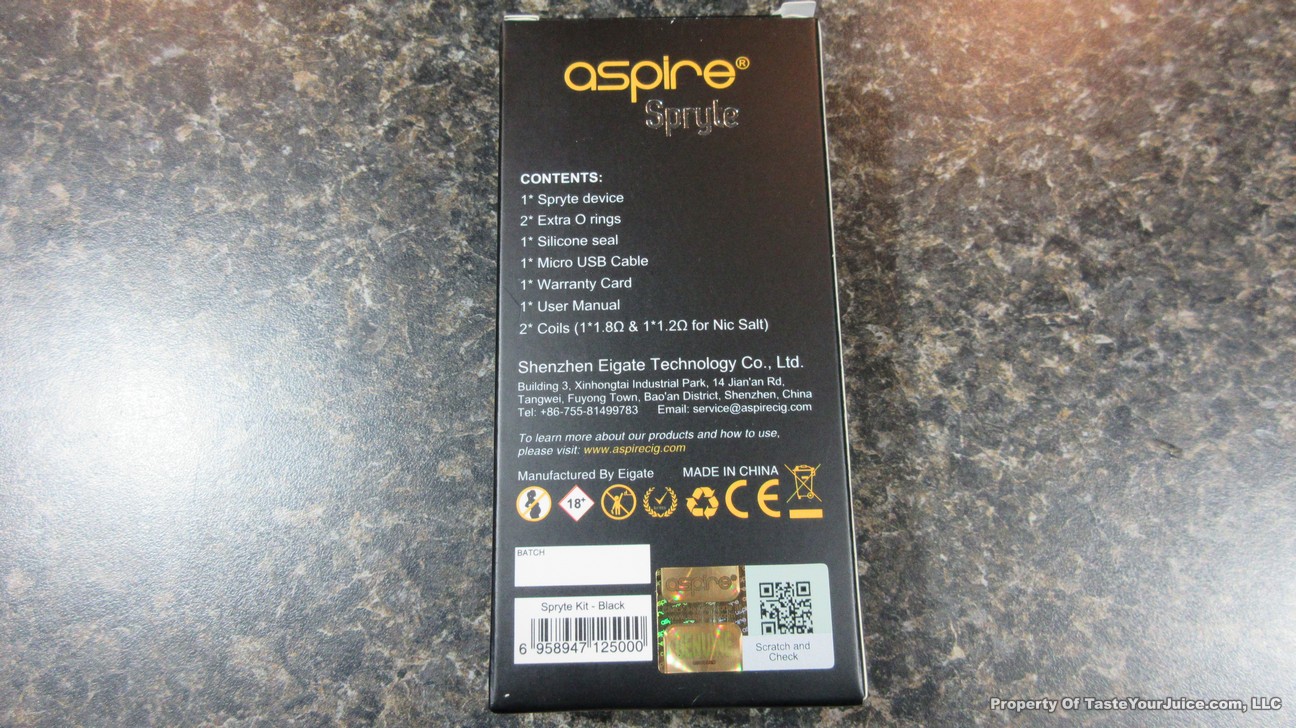 aspire®
Spryte
CONTENTS:
1* Spryte device
2* Extra O rings
1* Silicone seal
1* Micro USB Cable
1* Warranty Card
1* User Manual
2* Coils (1*1.8Ω & 1*1.2Ω for Nic Salt)
Shenzhen Eigate Technology Co., Ltd.
Building 3, Xinhongtai Industrial Park, 14 Jian'an Rd,
Tangwei, Fuyong Town, Bao'an District, Shenzhen, China
Tel: +86-755-81499783 Email: service@aspirecig.com
To learn more about our products and how to use,
please visit: www.aspirecig.com
Manufactured By Eigate MADE IN CHINA
18+
CE
BATCH
Spryte Kit - Black
6 958947 125000
aspire®
GENUINE
Scratch and
Check
Property Of TasteYourJuice.com, LLC